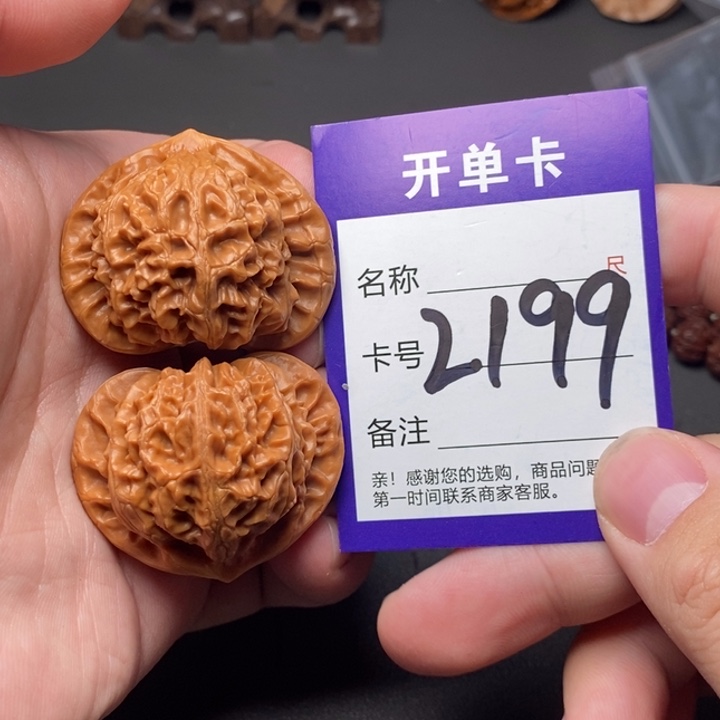 开单卡
名称
尺
卡号 2199
备注
亲！感谢您的选购，商品问题
第一时间联系商家客服。